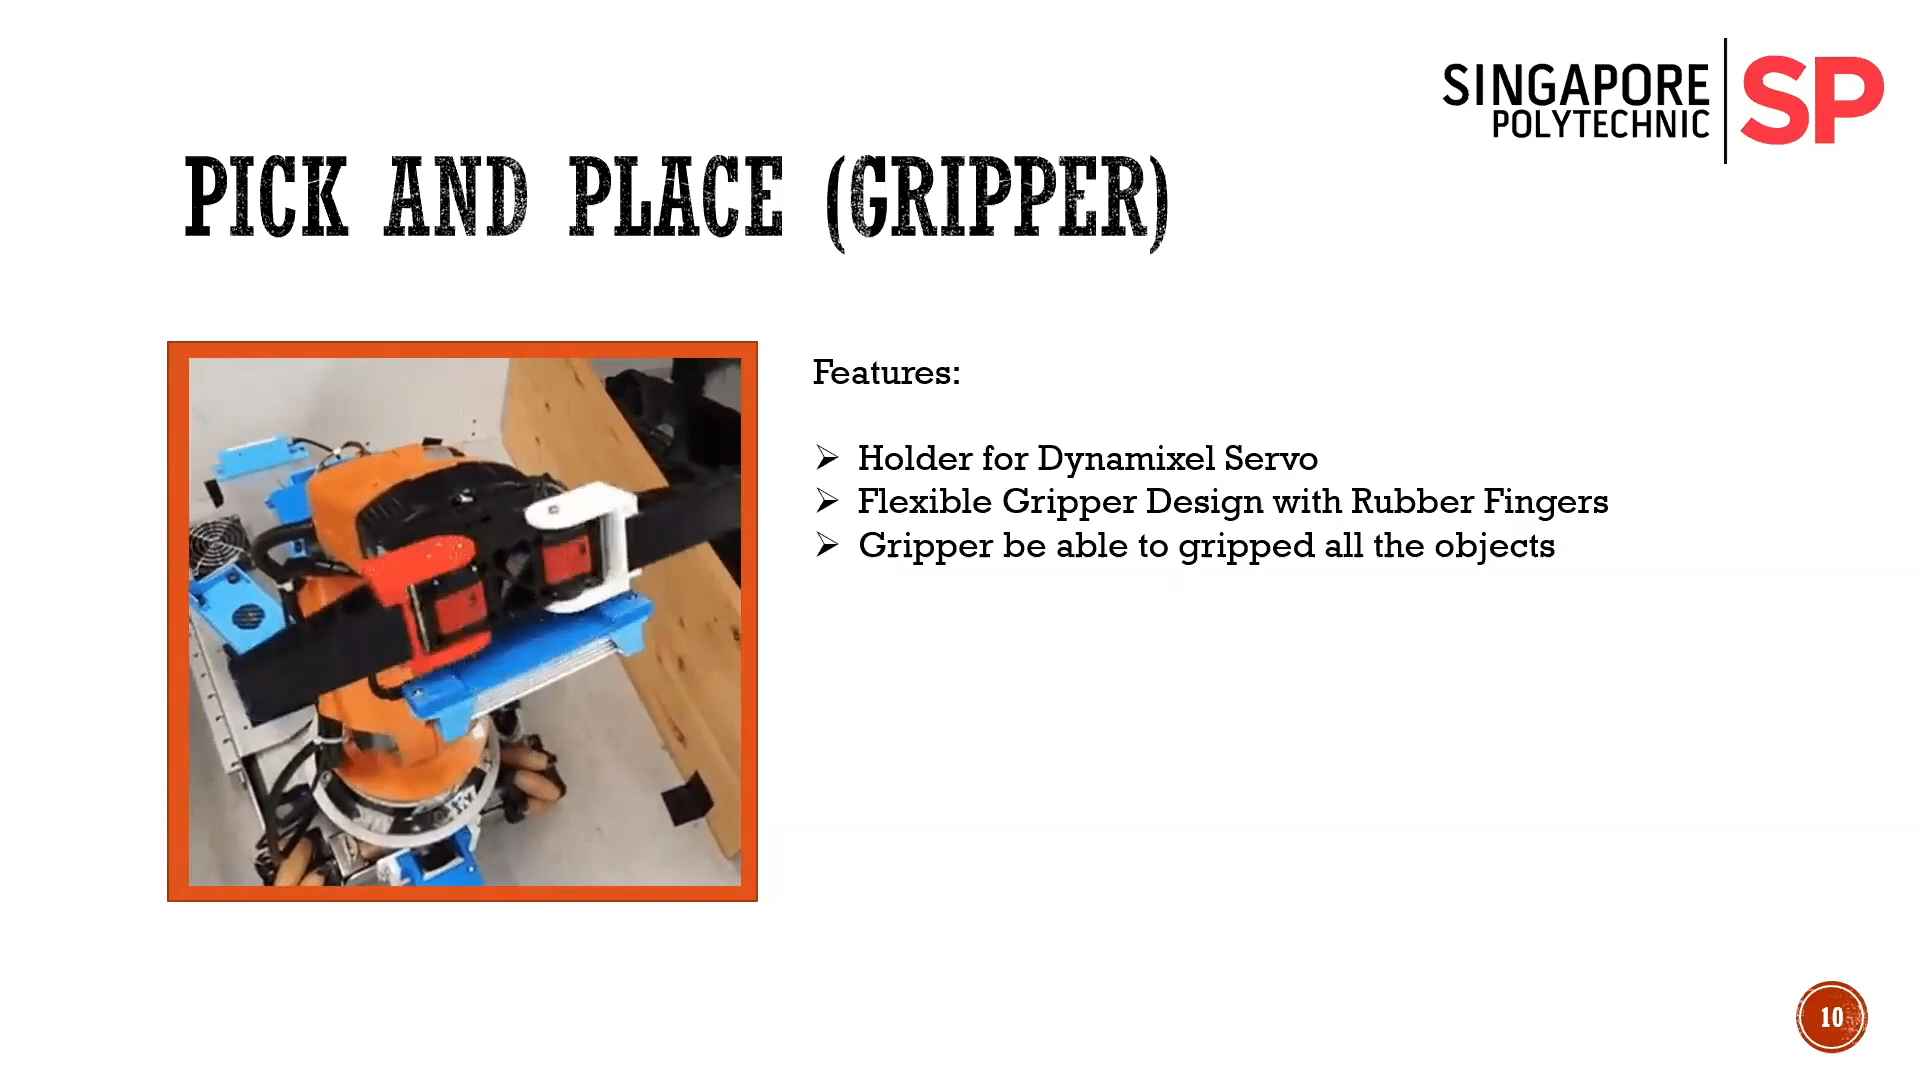 SINGAPORE
POLYTECHNIC
SP
PICK AND PLACE (GRIPPER)
Features:
➢ Holder for Dynamixel Servo
➢ Flexible Gripper Design with Rubber Fingers
➢ Gripper be able to gripped all the objects
10